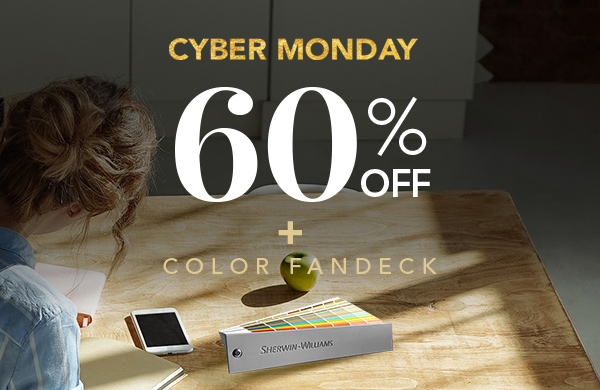 CYBER MONDAY
60% OFF
+
COLOR FANDECK
SHERWIN-WILLIAMS